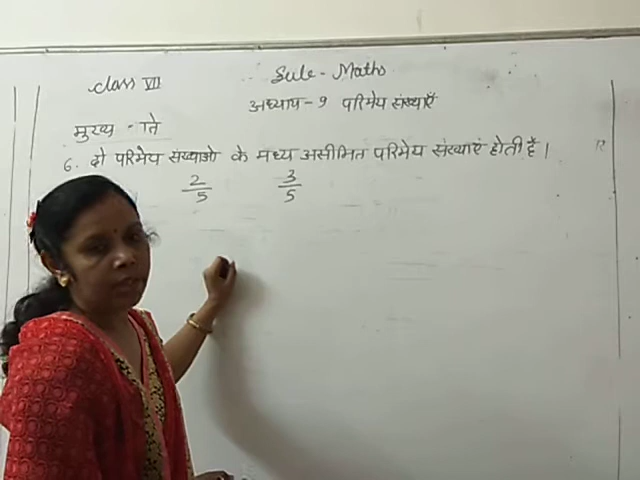 Class VII Sub - Maths
अध्याय - 9 परिमेय संख्याएँ
मुख्य - ाते
6. दो परिमेय संख्याओ के मध्य असीमित परिमेय संख्याएं होती हैं।
2/5 3/5